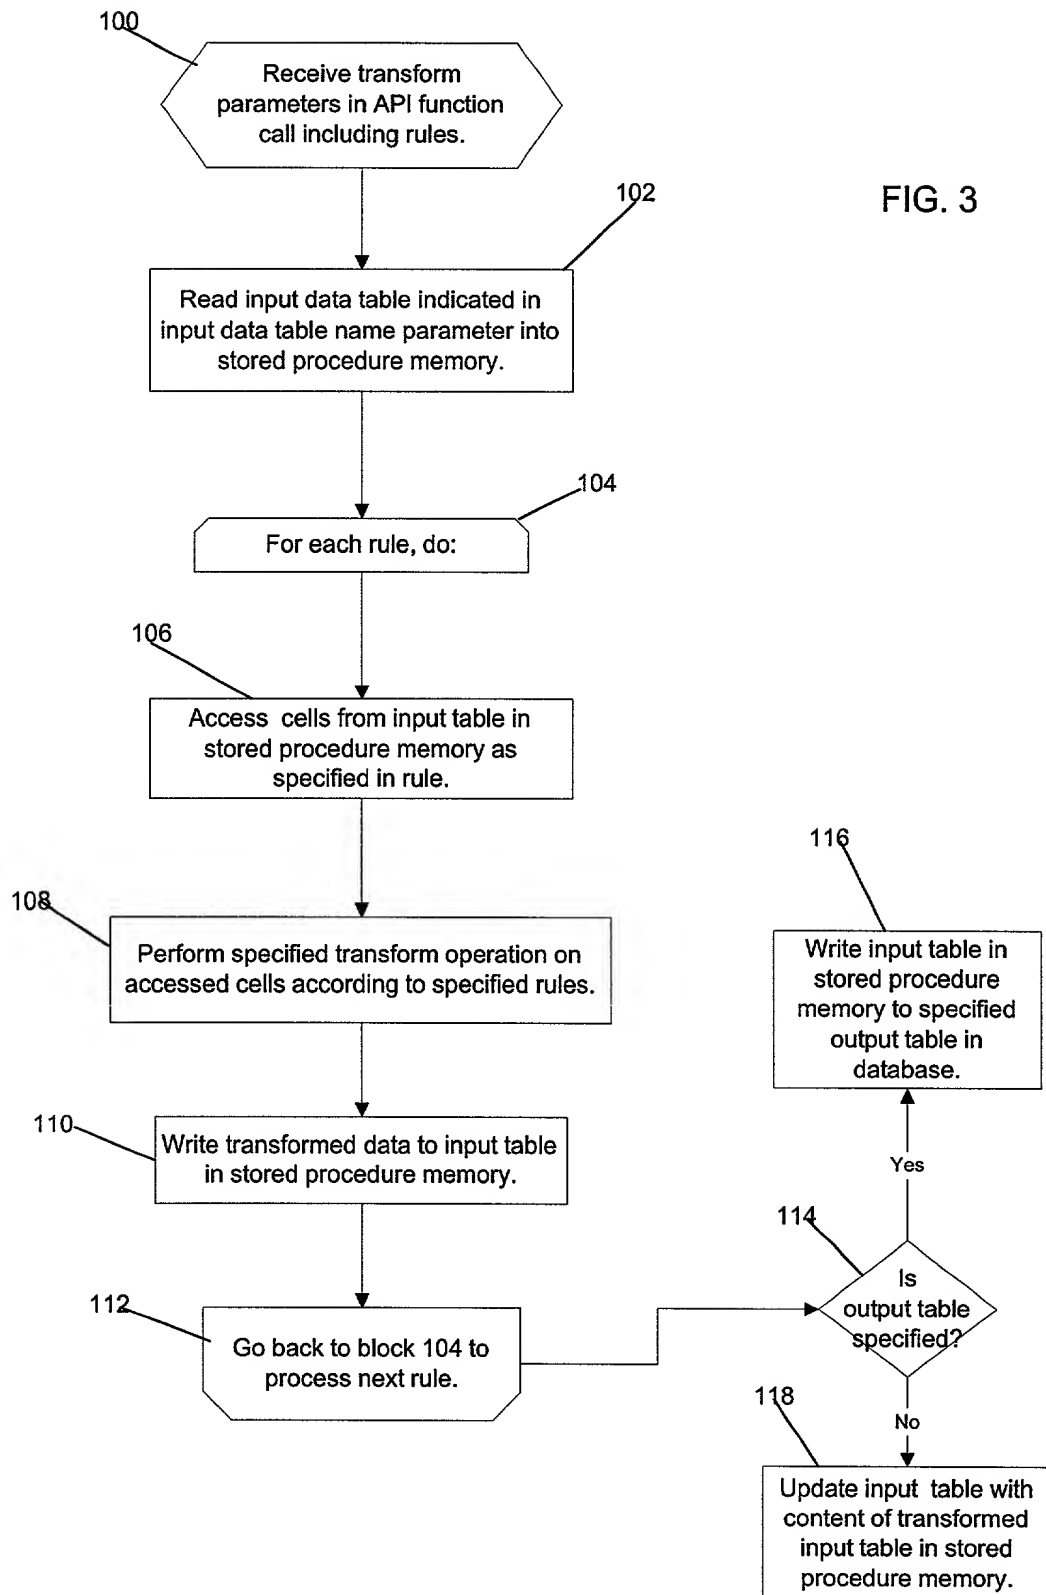 100
Receive transform
parameters in API function
call including rules.
FIG. 3
102
Read input data table indicated in
input data table name parameter into
stored procedure memory.
104
For each rule, do:
106
Access cells from input table in
stored procedure memory as
specified in rule.
108
Perform specified transform operation on
accessed cells according to specified rules.
110
Write transformed data to input table
in stored procedure memory.
112
Go back to block 104 to
process next rule.
114
Is
output table
specified?
Yes
116
Write input table in
stored procedure
memory to specified
output table in
database.
No
118
Update input table with
content of transformed
input table in stored
procedure memory.